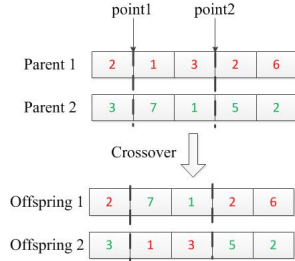 point1 point2
Parent 1 2 1 3 2 6
Parent 2 3 7 1 5 2
Crossover
Offspring 1 2 7 1 2 6
Offspring 2 3 1 3 5 2